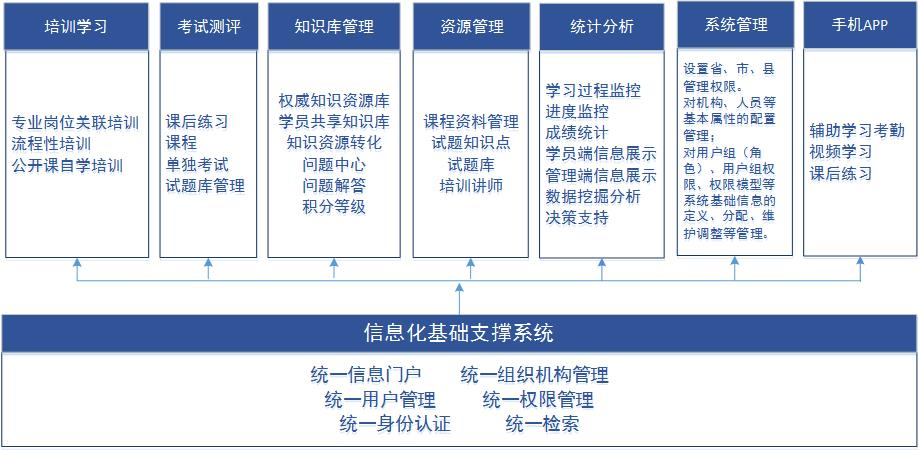 培训学习
专业岗位关联培训
流程性培训
公开课自学培训
考试测评
课后练习
课程
单独考试
试题库管理
知识库管理
权威知识资源库
学员共享知识库
知识资源转化
问题中心
问题解答
积分等级
资源管理
课程资料管理
试题知识点
试题库
培训讲师
统计分析
学习过程监控
进度监控
成绩统计
学员端信息展示
管理端信息展示
数据挖掘分析
决策支持
系统管理
设置省、市、县
管理权限。
对机构、人员等
基本属性的配置
管理；
对用户组（角
色）、用户组权
限、权限模型等
系统基础信息的
定义、分配、维
护调整等管理。
手机APP
辅助学习考勤
视频学习
课后练习
信息化基础支撑系统
统一信息门户 统一组织机构管理
统一用户管理 统一权限管理
统一身份认证 统一检索